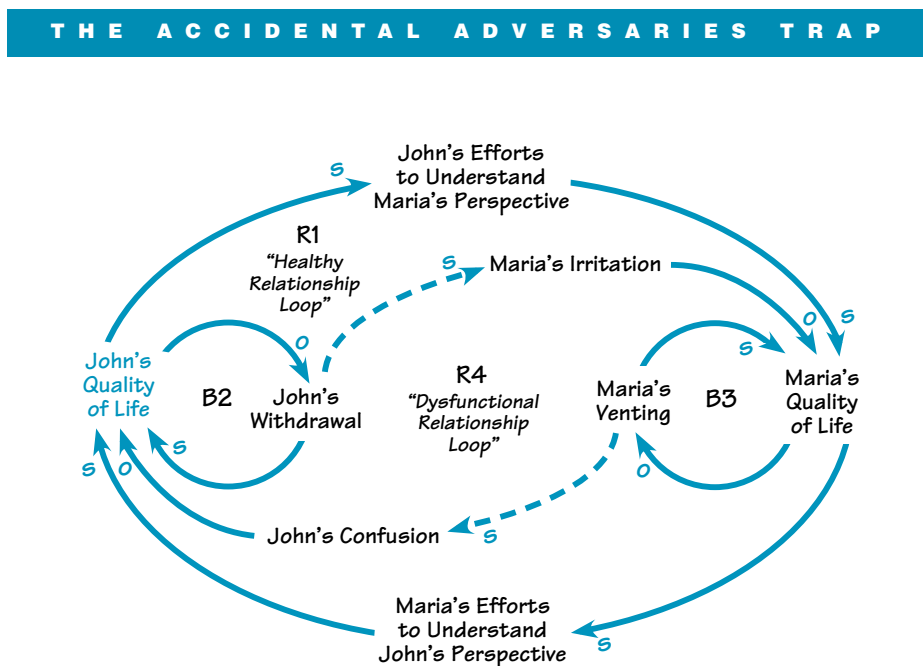 THE ACCIDENTAL ADVERSARIES TRAP
John's Efforts
to Understand
Maria's Perspective
S
R1
"Healthy
Relationship
Loop"
S
Maria's Irritation
O
S
O
S
John's
Quality
of Life
B2
John's
Withdrawal
R4
"Dysfunctional
Relationship
Loop"
Maria's
Venting
B3
Maria's
Quality
of Life
S
O
S
O
John's Confusion
S
Maria's Efforts
to Understand
John's Perspective
S